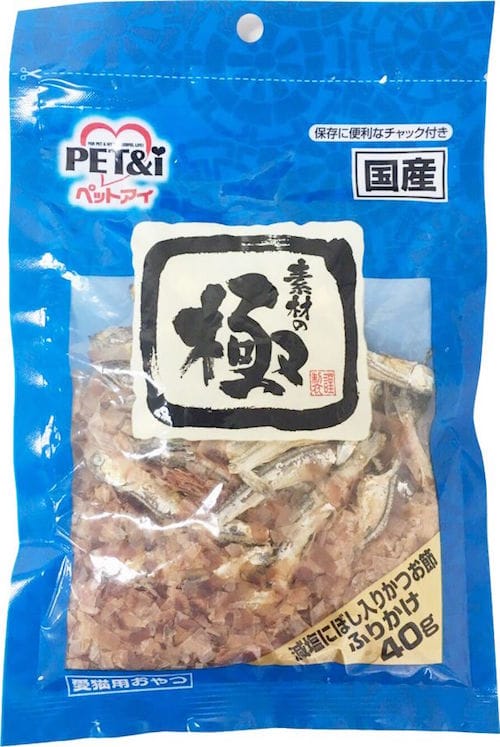 PET&i
ペットアイ
保存に便利なチャック付き
国産
素材の
極
謹製
減塩にぼし入りかつお節
ふりかけ
40g
愛猫用おやつ